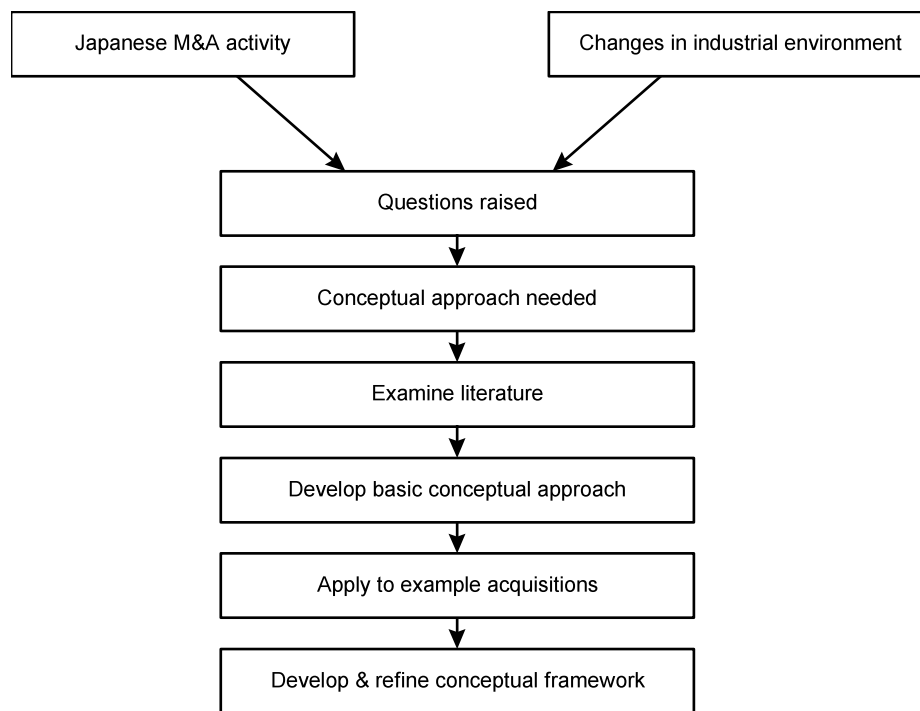 Japanese M&A activity
Changes in industrial environment
Questions raised
Conceptual approach needed
Examine literature
Develop basic conceptual approach
Apply to example acquisitions
Develop & refine conceptual framework